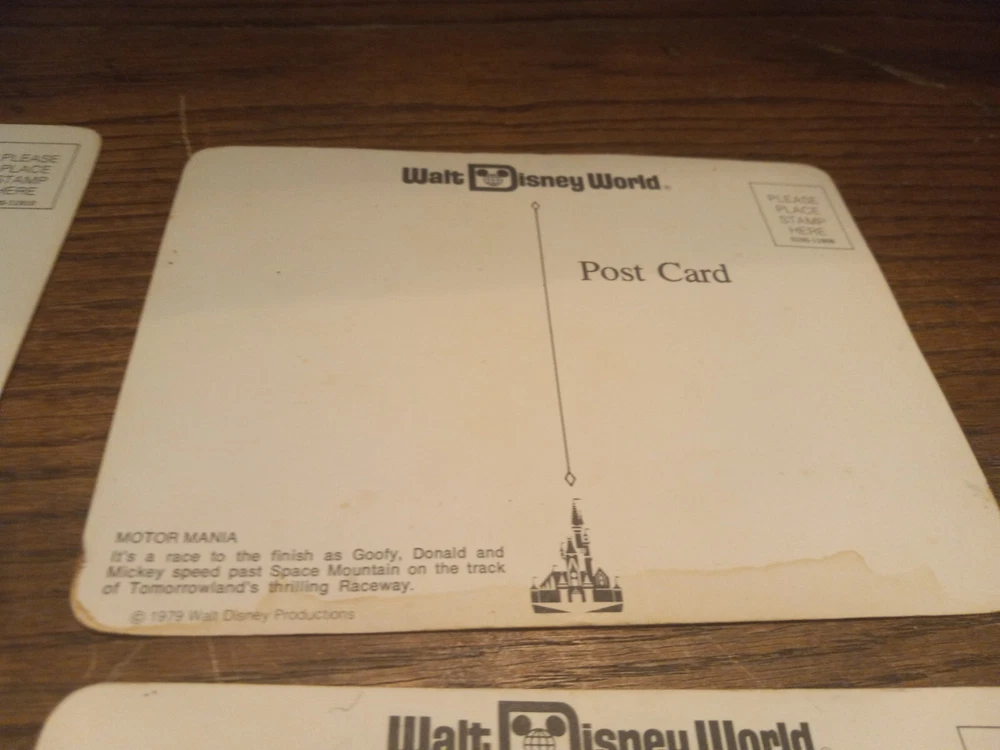 PLEASE
PLACE
STAMP
HERE
Walt Disney World
PLEASE
PLACE
STAMP
HERE
Post Card
MOTOR MANIA
It's a race to the finish as Goofy, Donald and
Mickey speed past Space Mountain on the track
of Tomorrowland's thrilling Raceway.
© 1979 Walt Disney Productions
Walt Disney World